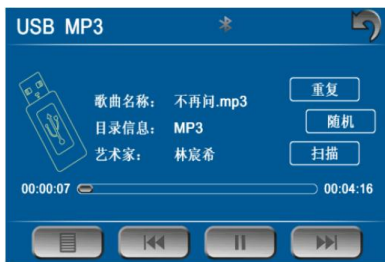 USB MP3
歌曲名称： 不再问.mp3
重复
目录信息： MP3
随机
艺术家： 林宸希
扫描
00:00:07 00:04:16